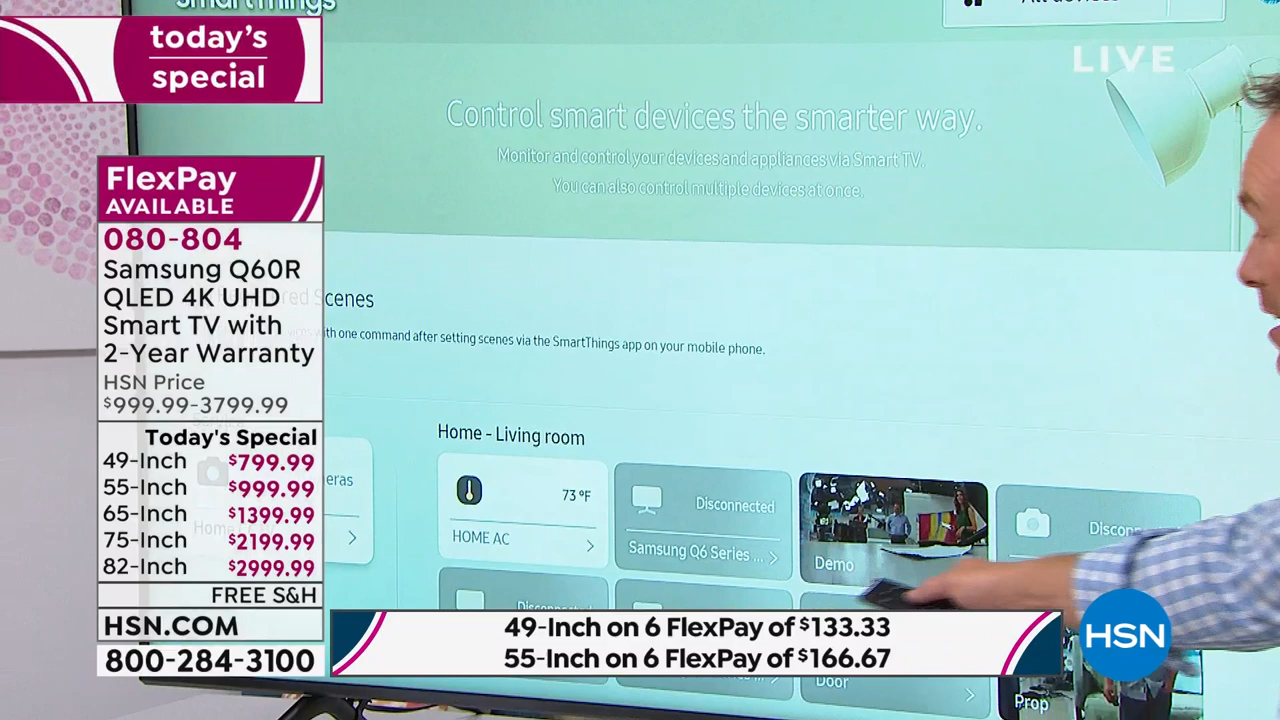 SmartThings
All devices
today's
special
LIVE
Control smart devices the smarter way.
Monitor and control your devices and appliances via Smart TV.
You can also control multiple devices at once.
FlexPay
AVAILABLE
080-804
Samsung Q60R
QLED 4K UHD
Smart TV with
2-Year Warranty
HSN Price
$999.99-3799.99
Today's Special
49-Inch $799.99
55-Inch $999.99
65-Inch $1399.99
75-Inch $2199.99
82-Inch $2999.99
FREE S&H
HSN.COM
800-284-3100
Scenes
with one command after setting scenes via the SmartThings app on your mobile phone.
Home - Living room
73 °F
HOME AC
Disconnected
Samsung Q6 Series ...
Demo
Disconnected
Door
Prop
49-Inch on 6 FlexPay of $133.33
55-Inch on 6 FlexPay of $166.67
HSN